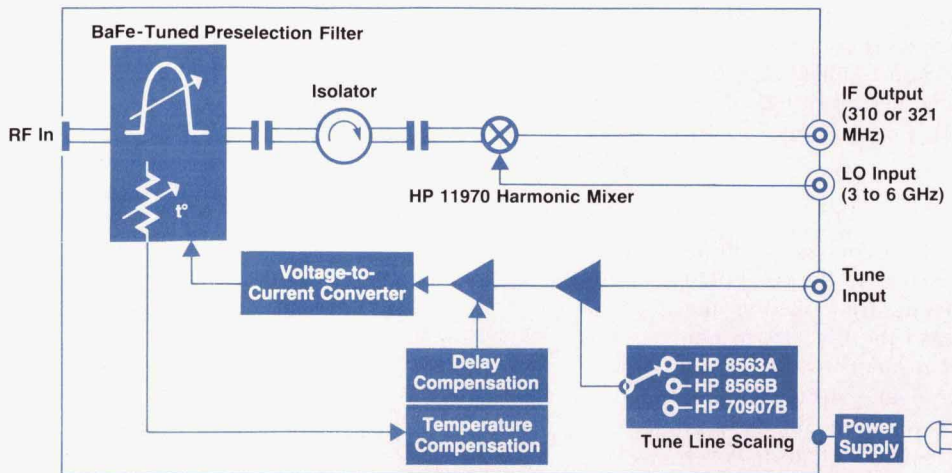 BaFe-Tuned Preselection Filter
RF In
t°
Isolator
HP 11970 Harmonic Mixer
IF Output
(310 or 321
MHz)
LO Input
(3 to 6 GHz)
Voltage-to-
Current Converter
Tune
Input
Delay
Compensation
Temperature
Compensation
HP 8563A
HP 8566B
HP 70907B
Tune Line Scaling
Power
Supply